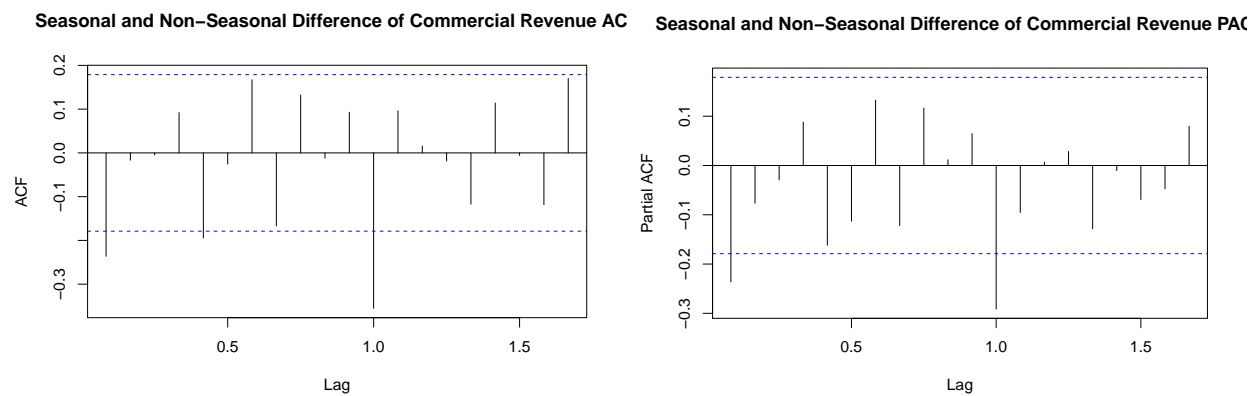 Seasonal and Non−Seasonal Difference of Commercial Revenue AC
ACF
0.2
0.1
0.0
−0.1
−0.3
0.5
1.0
1.5
Lag
Seasonal and Non−Seasonal Difference of Commercial Revenue PAC
Partial ACF
0.1
0.0
−0.1
−0.2
−0.3
0.5
1.0
1.5
Lag